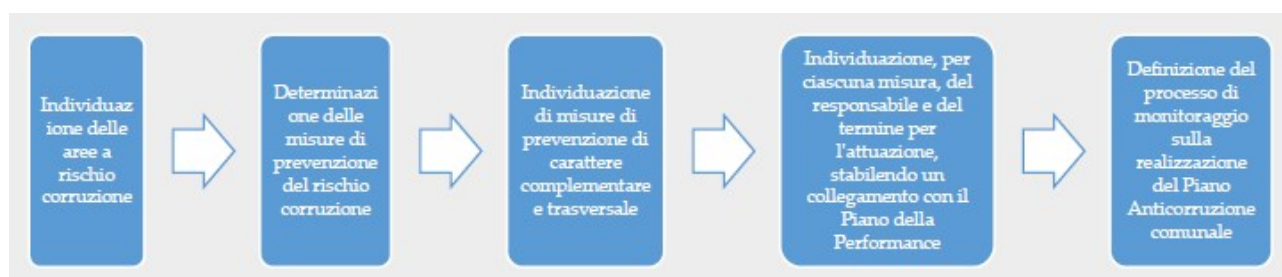 Individuaz
ione delle
aree a
rischio
corruzione
Determinazi
one delle
misure di
prevenzione
del rischio
corruzione
Individuazione
di misure di
prevenzione di
carattere
complementare
e trasversale
Individuazione, per
ciascuna misura, del
responsabile e del
termine per
l'attuazione,
stabilendo un
collegamento con il
Piano della
Performance
Definizione del
processo di
monitoraggio
sulla
realizzazione
del Piano
Anticorruzione
comunale